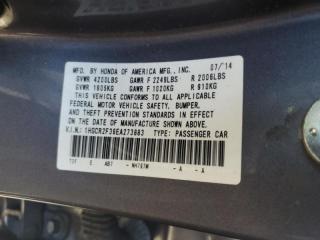 MFD. BY HONDA OF AMERICA MFG., INC. 07/14
GVWR 4200LBS GAWR F 2249LBS R 2006LBS
GVWR 1905KG GAWR F 1020KG R 910KG
THIS VEHICLE CONFORMS TO ALL APPLICABLE
FEDERAL MOTOR VEHICLE SAFETY, BUMPER,
AND THEFT PREVENTION STANDARDS IN EFFECT
ON THE DATE OF MANUFACTURE SHOWN ABOVE.
V.I.N.: 1HGCR2F36EA273883 TYPE: PASSENGER CAR
E AB7 NH797M - A - A